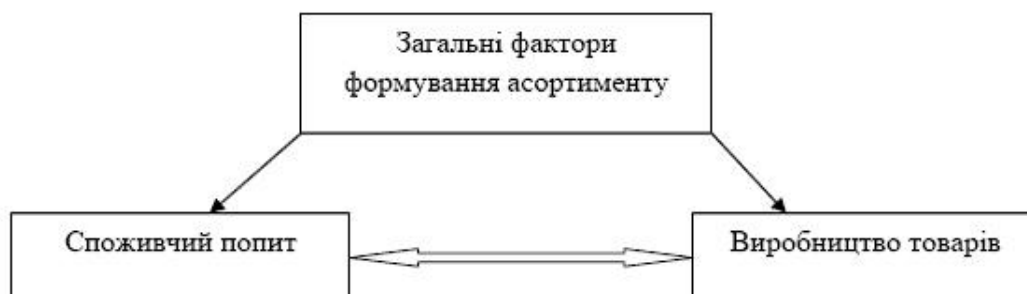 Загальні фактори
формування асортименту
Споживчий попит
Виробництво товарів